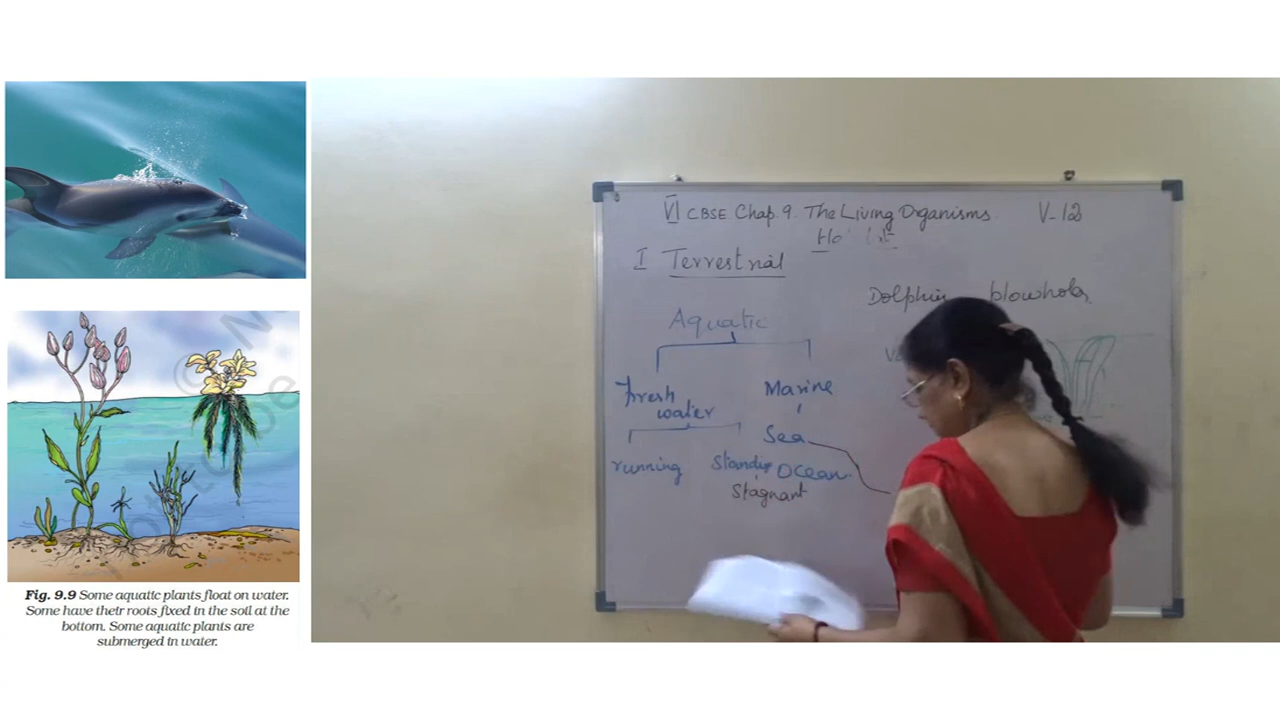 VI CBSE Chap. 9. The Living Organisms V-12
I Terrestrial
Dolphin blowholes
Aquatic
Fresh water
Marine
Sea
running
Standing
Ocean
Stagnant
Fig. 9.9 Some aquatic plants float on water.
Some have their roots fixed in the soil at the
bottom. Some aquatic plants are
submerged in water.